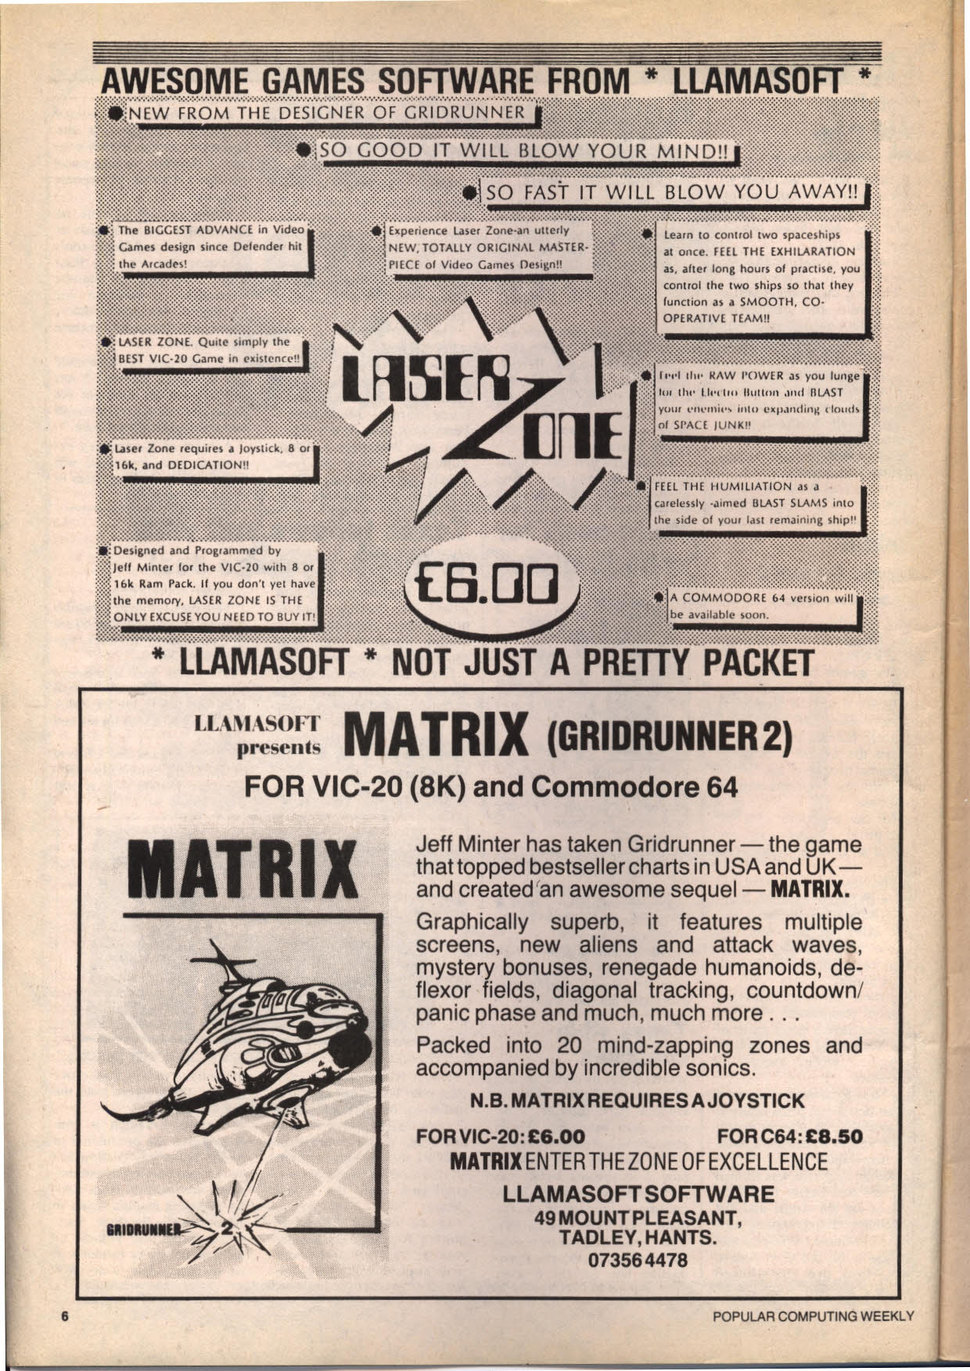 AWESOME GAMES SOFTWARE FROM * LLAMASOFT *
NEW FROM THE DESIGNER OF GRIDRUNNER
SO GOOD IT WILL BLOW YOUR MIND!!
SO FAST IT WILL BLOW YOU AWAY!!
The BIGGEST ADVANCE in Video
Games design since Defender hit
the Arcades!
Experience Laser Zone-an utterly
NEW, TOTALLY ORIGINAL MASTER-
PIECE of Video Games Design!!
Learn to control two spaceships
at once. FEEL THE EXHILARATION
as, after long hours of practise, you
control the two ships so that they
function as a SMOOTH, CO-
OPERATIVE TEAM!!
LASER ZONE. Quite simply the
BEST VIC-20 Game in existence!!
LASER
ZONE
Feel the RAW POWER as you lunge
for the Electro Button and BLAST
your enemies into expanding clouds
of SPACE JUNK!!
Laser Zone requires a Joystick, 8 or
16k, and DEDICATION!!
FEEL THE HUMILIATION as a
carelessly -aimed BLAST SLAMS into
the side of your last remaining ship!!
Designed and Programmed by
Jeff Minter for the VIC-20 with 8 or
16k Ram Pack. If you don't yet have
the memory, LASER ZONE IS THE
ONLY EXCUSE YOU NEED TO BUY IT!
£6.00
A COMMODORE 64 version will
be available soon.
* LLAMASOFT * NOT JUST A PRETTY PACKET
LLAMASOFT
presents
MATRIX (GRIDRUNNER 2)
FOR VIC-20 (8K) and Commodore 64
MATRIX
GRIDRUNNER 2
Jeff Minter has taken Gridrunner — the game
that topped bestseller charts in USA and UK —
and created an awesome sequel — MATRIX.
Graphically superb, it features multiple
screens, new aliens and attack waves,
mystery bonuses, renegade humanoids, de-
flexor fields, diagonal tracking, countdown/
panic phase and much, much more . . .
Packed into 20 mind-zapping zones and
accompanied by incredible sonics.
N.B. MATRIX REQUIRES A JOYSTICK
FOR VIC-20: £6.00 FOR C64: £8.50
MATRIX ENTER THE ZONE OF EXCELLENCE
LLAMASOFT SOFTWARE
49 MOUNT PLEASANT,
TADLEY, HANTS.
07356 4478
6
POPULAR COMPUTING WEEKLY